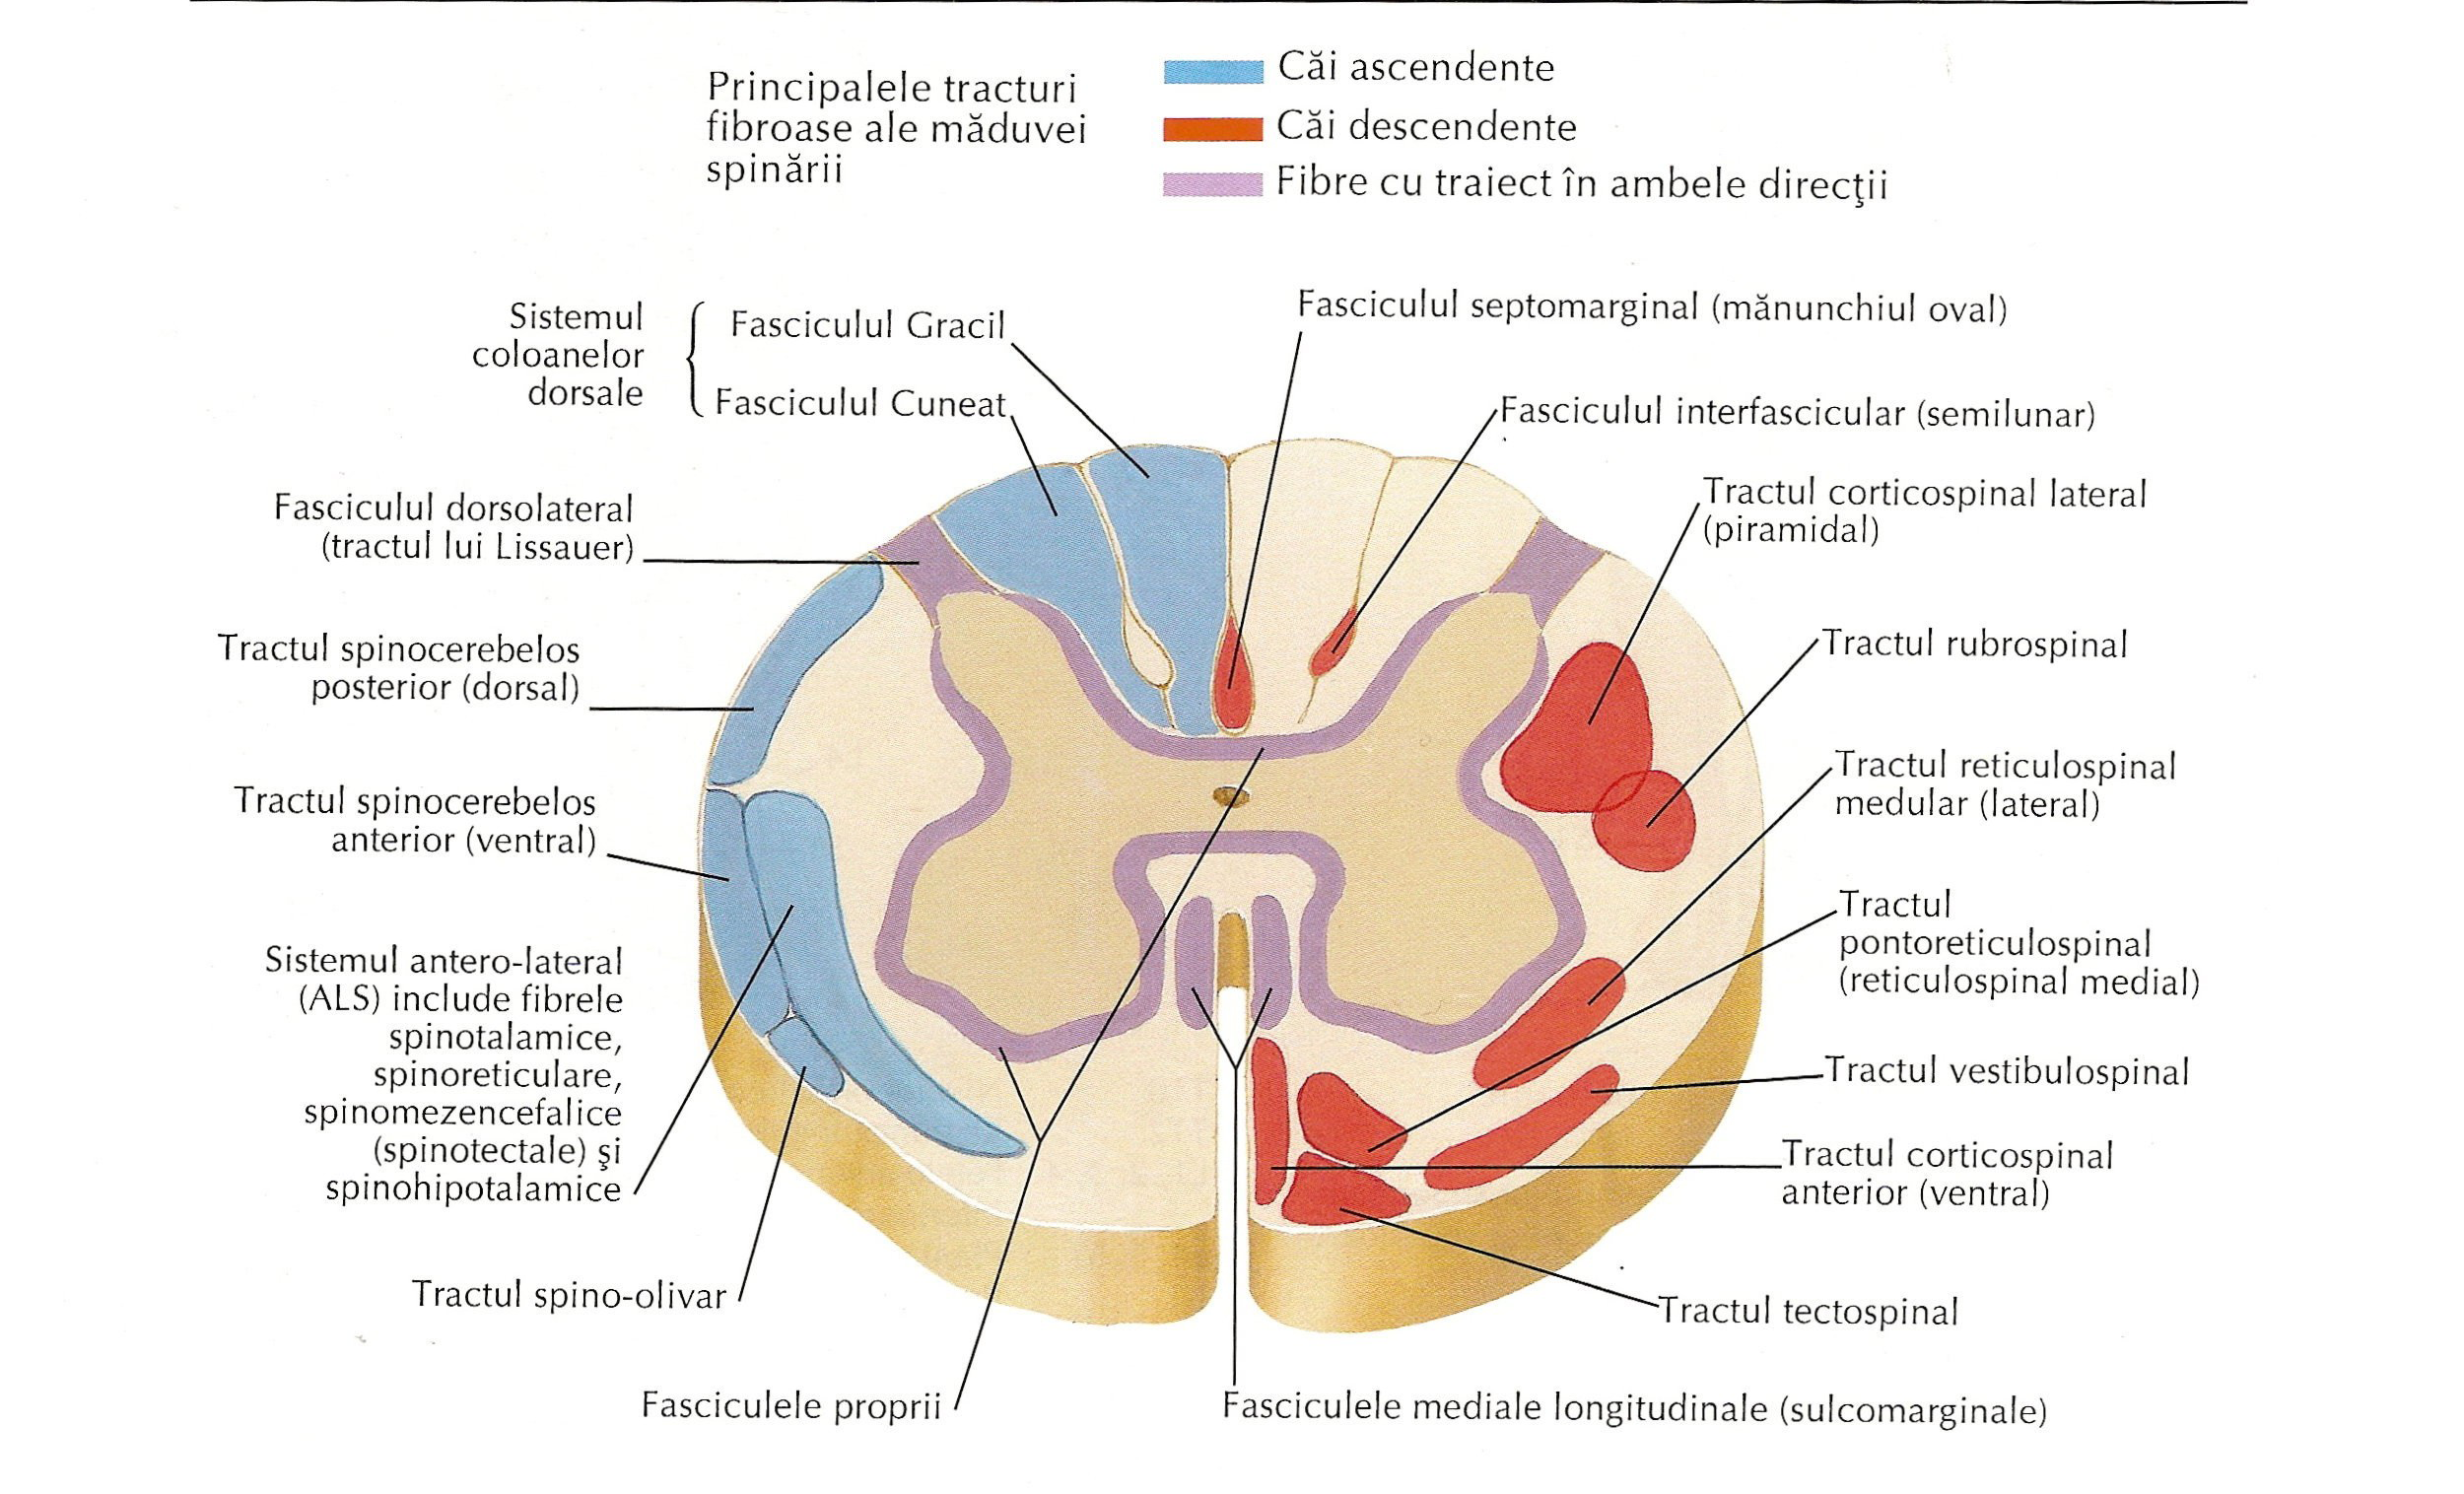 Principalele tracturi
fibroase ale măduvei
spinării
Căi ascendente
Căi descendente
Fibre cu traiect în ambele direcţii
Sistemul
coloanelor
dorsale
Fasciculul Gracil
Fasciculul Cuneat
Fasciculul dorsolateral
(tractul lui Lissauer)
Tractul spinocerebelos
posterior (dorsal)
Tractul spinocerebelos
anterior (ventral)
Sistemul antero-lateral
(ALS) include fibrele
spinotalamice,
spinoreticulare,
spinomezencefalice
(spinotectale) şi
spinohipotalamice
Tractul spino-olivar
Fasciculele proprii
Fasciculul septomarginal (mănunchiul oval)
Fasciculul interfascicular (semilunar)
Tractul corticospinal lateral
(piramidal)
Tractul rubrospinal
Tractul reticulospinal
medular (lateral)
Tractul
pontoreticulospinal
(reticulospinal medial)
Tractul vestibulospinal
Tractul corticospinal
anterior (ventral)
Tractul tectospinal
Fasciculele mediale longitudinale (sulcomarginale)